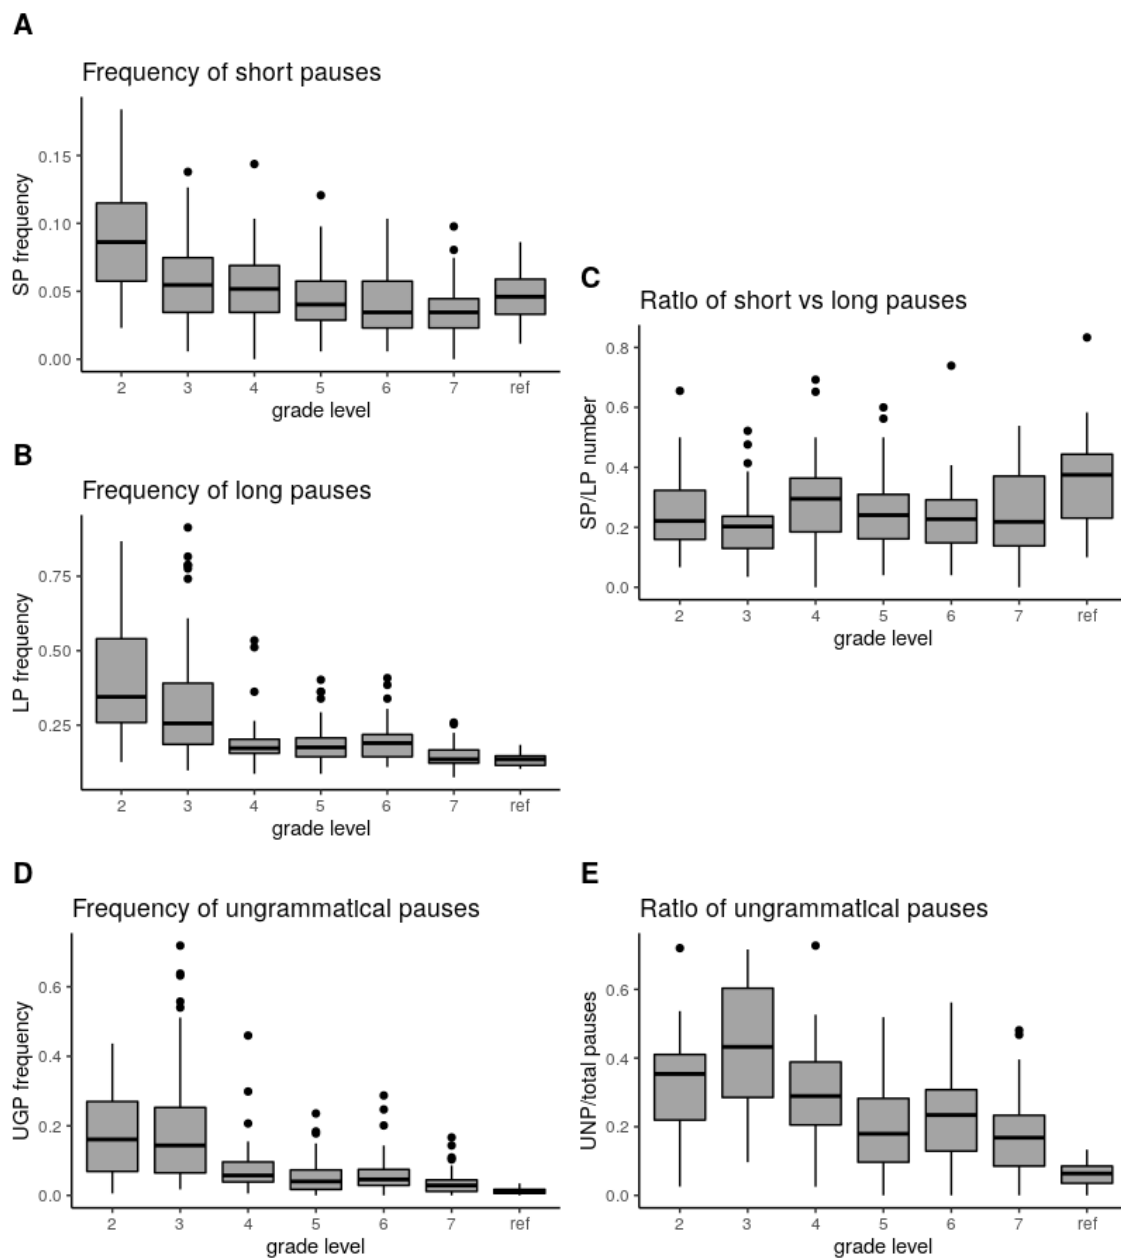 A
Frequency of short pauses
SP frequency
0.15
0.10
0.05
0.00
2 3 4 5 6 7 ref
grade level
B
Frequency of long pauses
LP frequency
0.75
0.50
0.25
2 3 4 5 6 7 ref
grade level
C
Ratio of short vs long pauses
SP/LP number
0.8
0.6
0.4
0.2
0.0
2 3 4 5 6 7 ref
grade level
D
Frequency of ungrammatical pauses
UGP frequency
0.6
0.4
0.2
0.0
2 3 4 5 6 7 ref
grade level
E
Ratio of ungrammatical pauses
UNP/total pauses
0.6
0.4
0.2
0.0
2 3 4 5 6 7 ref
grade level